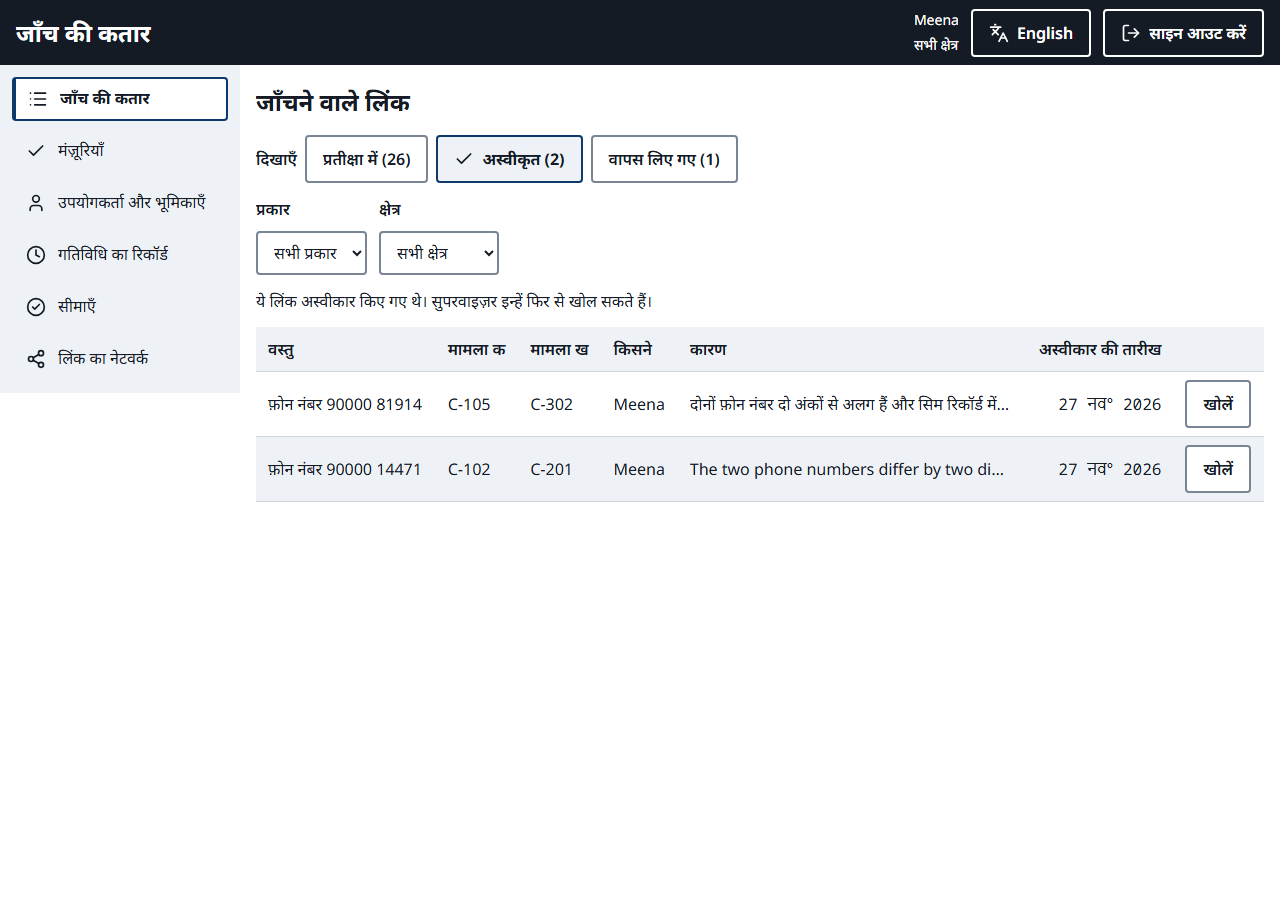 जाँच की कतार
Meena
सभी क्षेत्र
English
साइन आउट करें
जाँच की कतार
मंज़ूरियाँ
उपयोगकर्ता और भूमिकाएँ
गतिविधि का रिकॉर्ड
सीमाएँ
लिंक का नेटवर्क
जाँचने वाले लिंक
दिखाएँ प्रतीक्षा में (26) अस्वीकृत (2) वापस लिए गए (1)
प्रकार क्षेत्र
सभी प्रकार सभी क्षेत्र
ये लिंक अस्वीकार किए गए थे। सुपरवाइज़र इन्हें फिर से खोल सकते हैं।
वस्तु मामला क मामला ख किसने कारण अस्वीकार की तारीख
फ़ोन नंबर 90000 81914 C-105 C-302 Meena दोनों फ़ोन नंबर दो अंकों से अलग हैं और सिम रिकॉर्ड में... 27 नव॰ 2026 खोलें
फ़ोन नंबर 90000 14471 C-102 C-201 Meena The two phone numbers differ by two di... 27 नव॰ 2026 खोलें